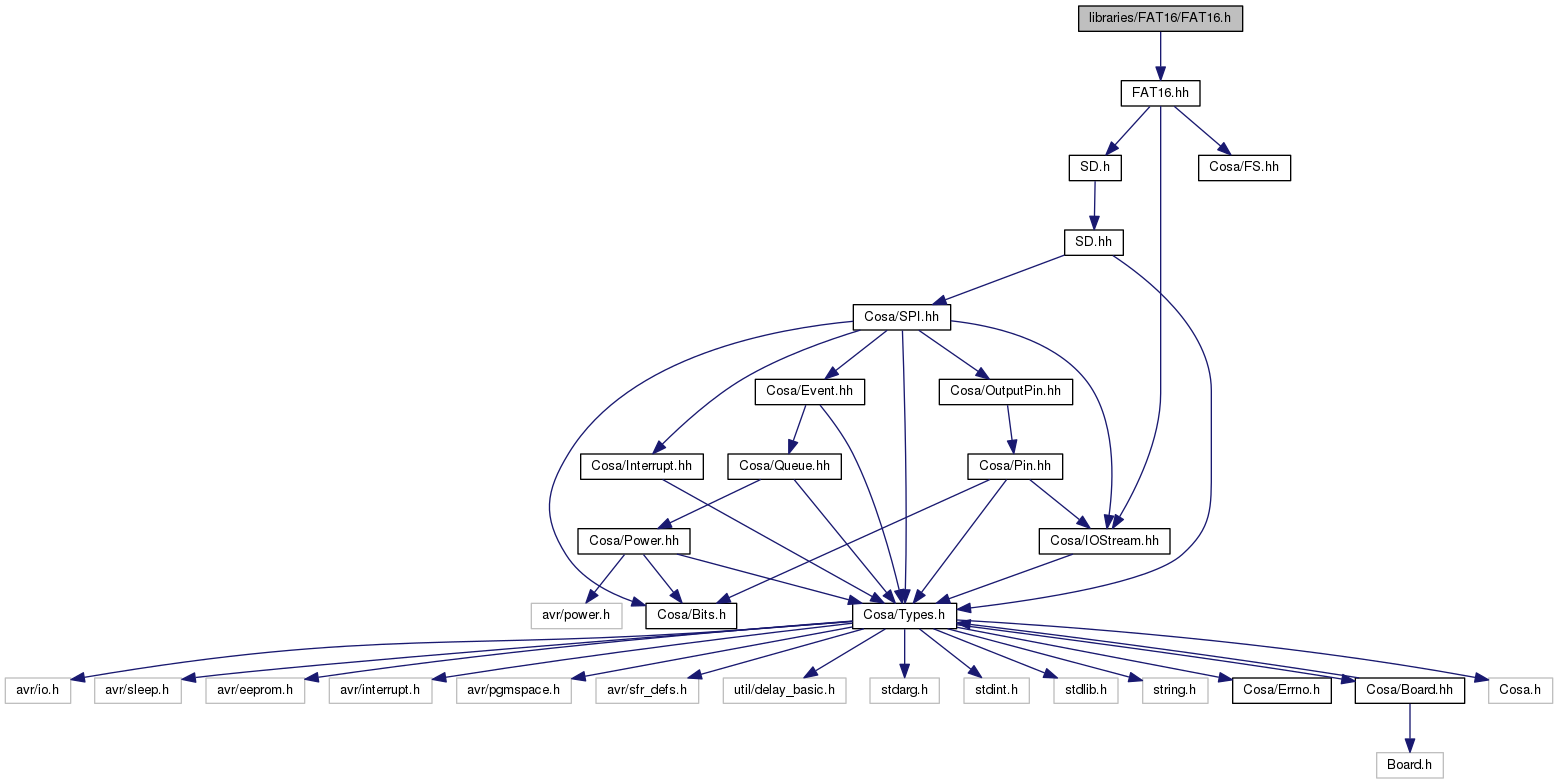 libraries/FAT16/FAT16.h
FAT16.hh
SD.h
Cosa/FS.hh
SD.hh
Cosa/SPI.hh
Cosa/Event.hh
Cosa/OutputPin.hh
Cosa/Interrupt.hh
Cosa/Queue.hh
Cosa/Pin.hh
Cosa/Power.hh
Cosa/IOStream.hh
avr/power.h
Cosa/Bits.h
Cosa/Types.h
avr/io.h
avr/sleep.h
avr/eeprom.h
avr/interrupt.h
avr/pgmspace.h
avr/sfr_defs.h
util/delay_basic.h
stdarg.h
stdint.h
stdlib.h
string.h
Cosa/Errno.h
Cosa/Board.hh
Cosa.h
Board.h